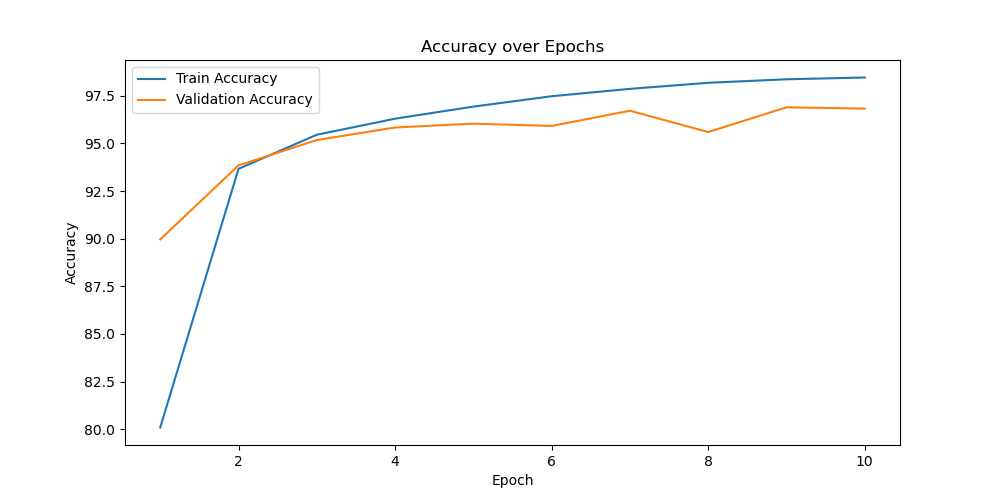 Accuracy over Epochs
Train Accuracy
Validation Accuracy
97.5
95.0
92.5
90.0
87.5
85.0
82.5
80.0
Accuracy
2 4 6 8 10
Epoch